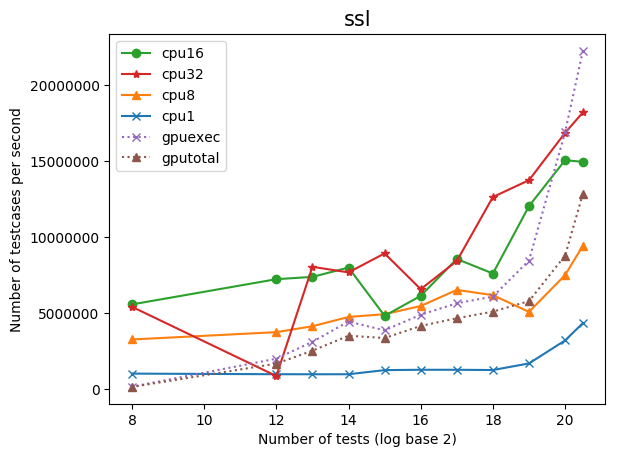 ssl
cpu16
cpu32
cpu8
cpu1
gpuexec
gputotal
Number of testcases per second
20000000
15000000
10000000
5000000
0
8 10 12 14 16 18 20
Number of tests (log base 2)